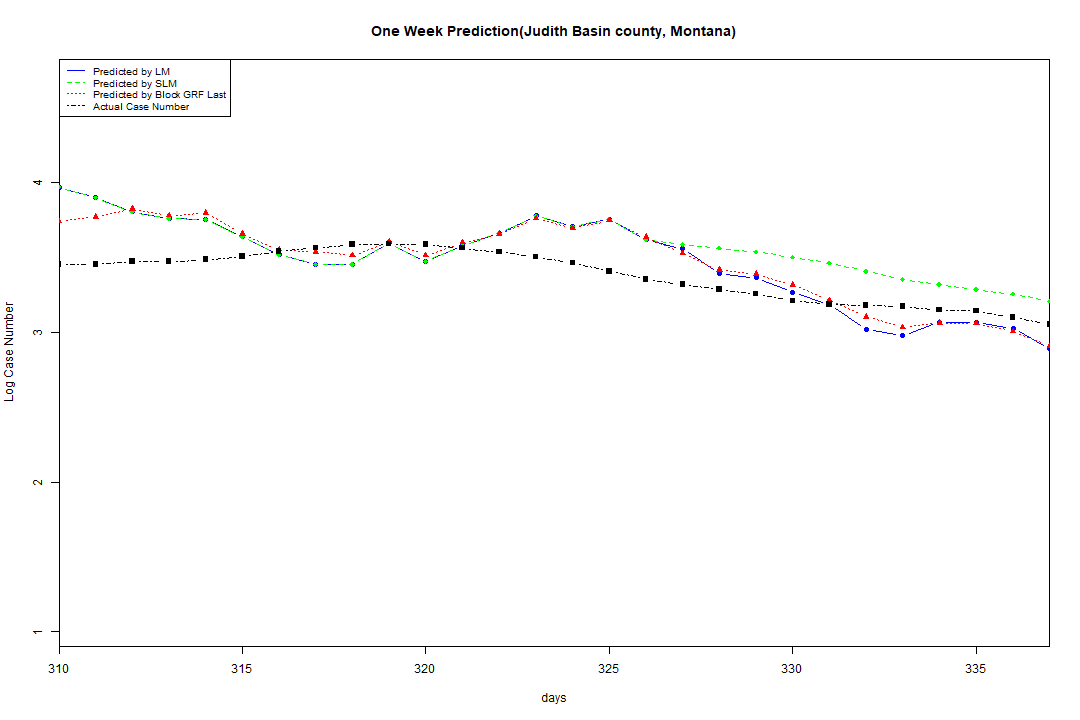 One Week Prediction(Judith Basin county, Montana)
Predicted by LM
Predicted by SLM
Predicted by Block GRF Last
Actual Case Number
4
3
2
1
Log Case Number
310 315 320 325 330 335
days